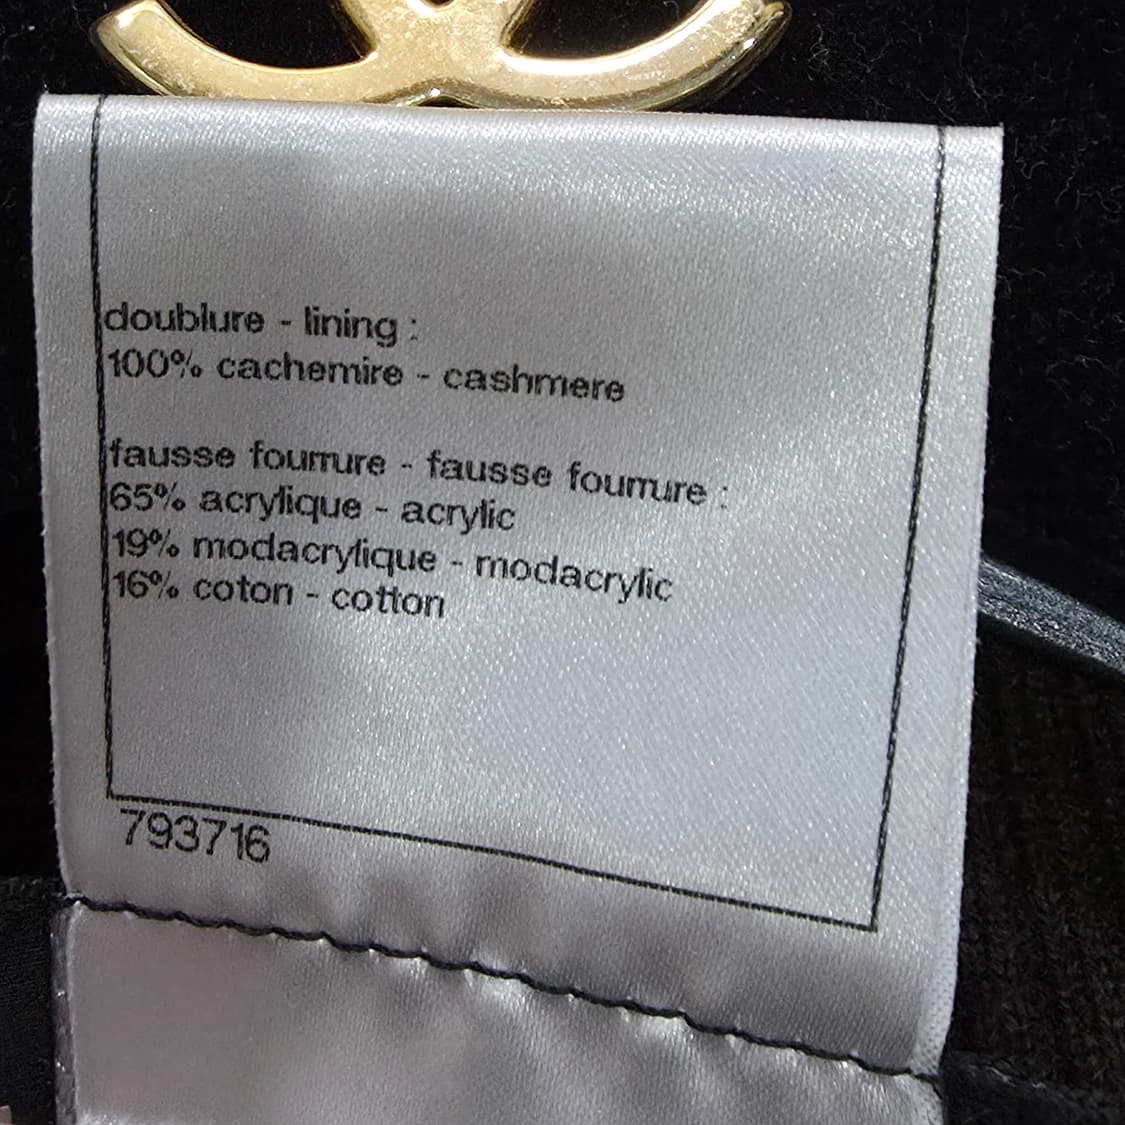 doublure - lining :
100% cachemire - cashmere
fausse fourrure - fausse fourrure :
65% acrylique - acrylic
19% modacrylique - modacrylic
16% coton - cotton
793716